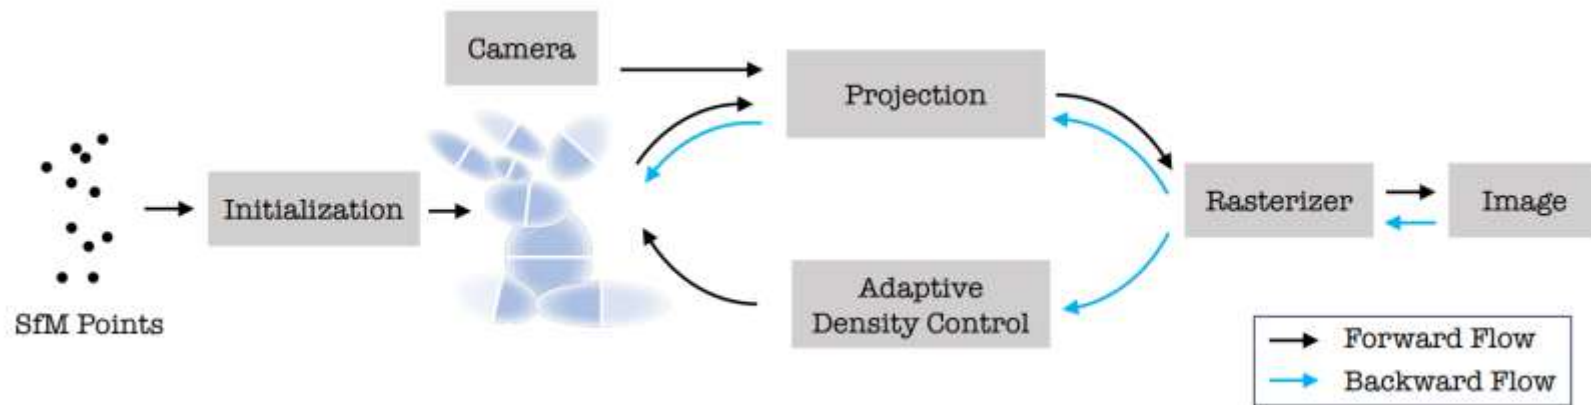 Camera
Projection
Initialization
Rasterizer
Image
SfM Points
Adaptive
Density Control
Forward Flow
Backward Flow